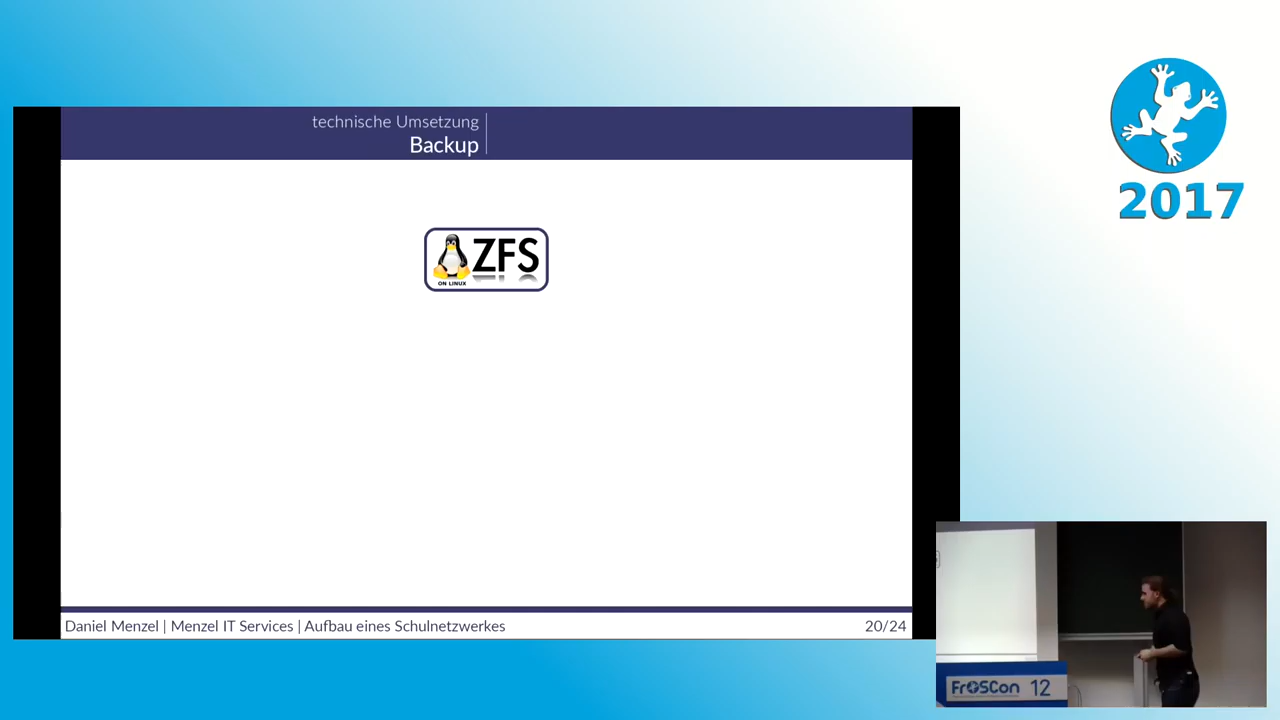 technische Umsetzung
Backup
ZFS
ON LINUX
Daniel Menzel | Menzel IT Services | Aufbau eines Schulnetzwerkes
20/24
2017
FrOSCon 12